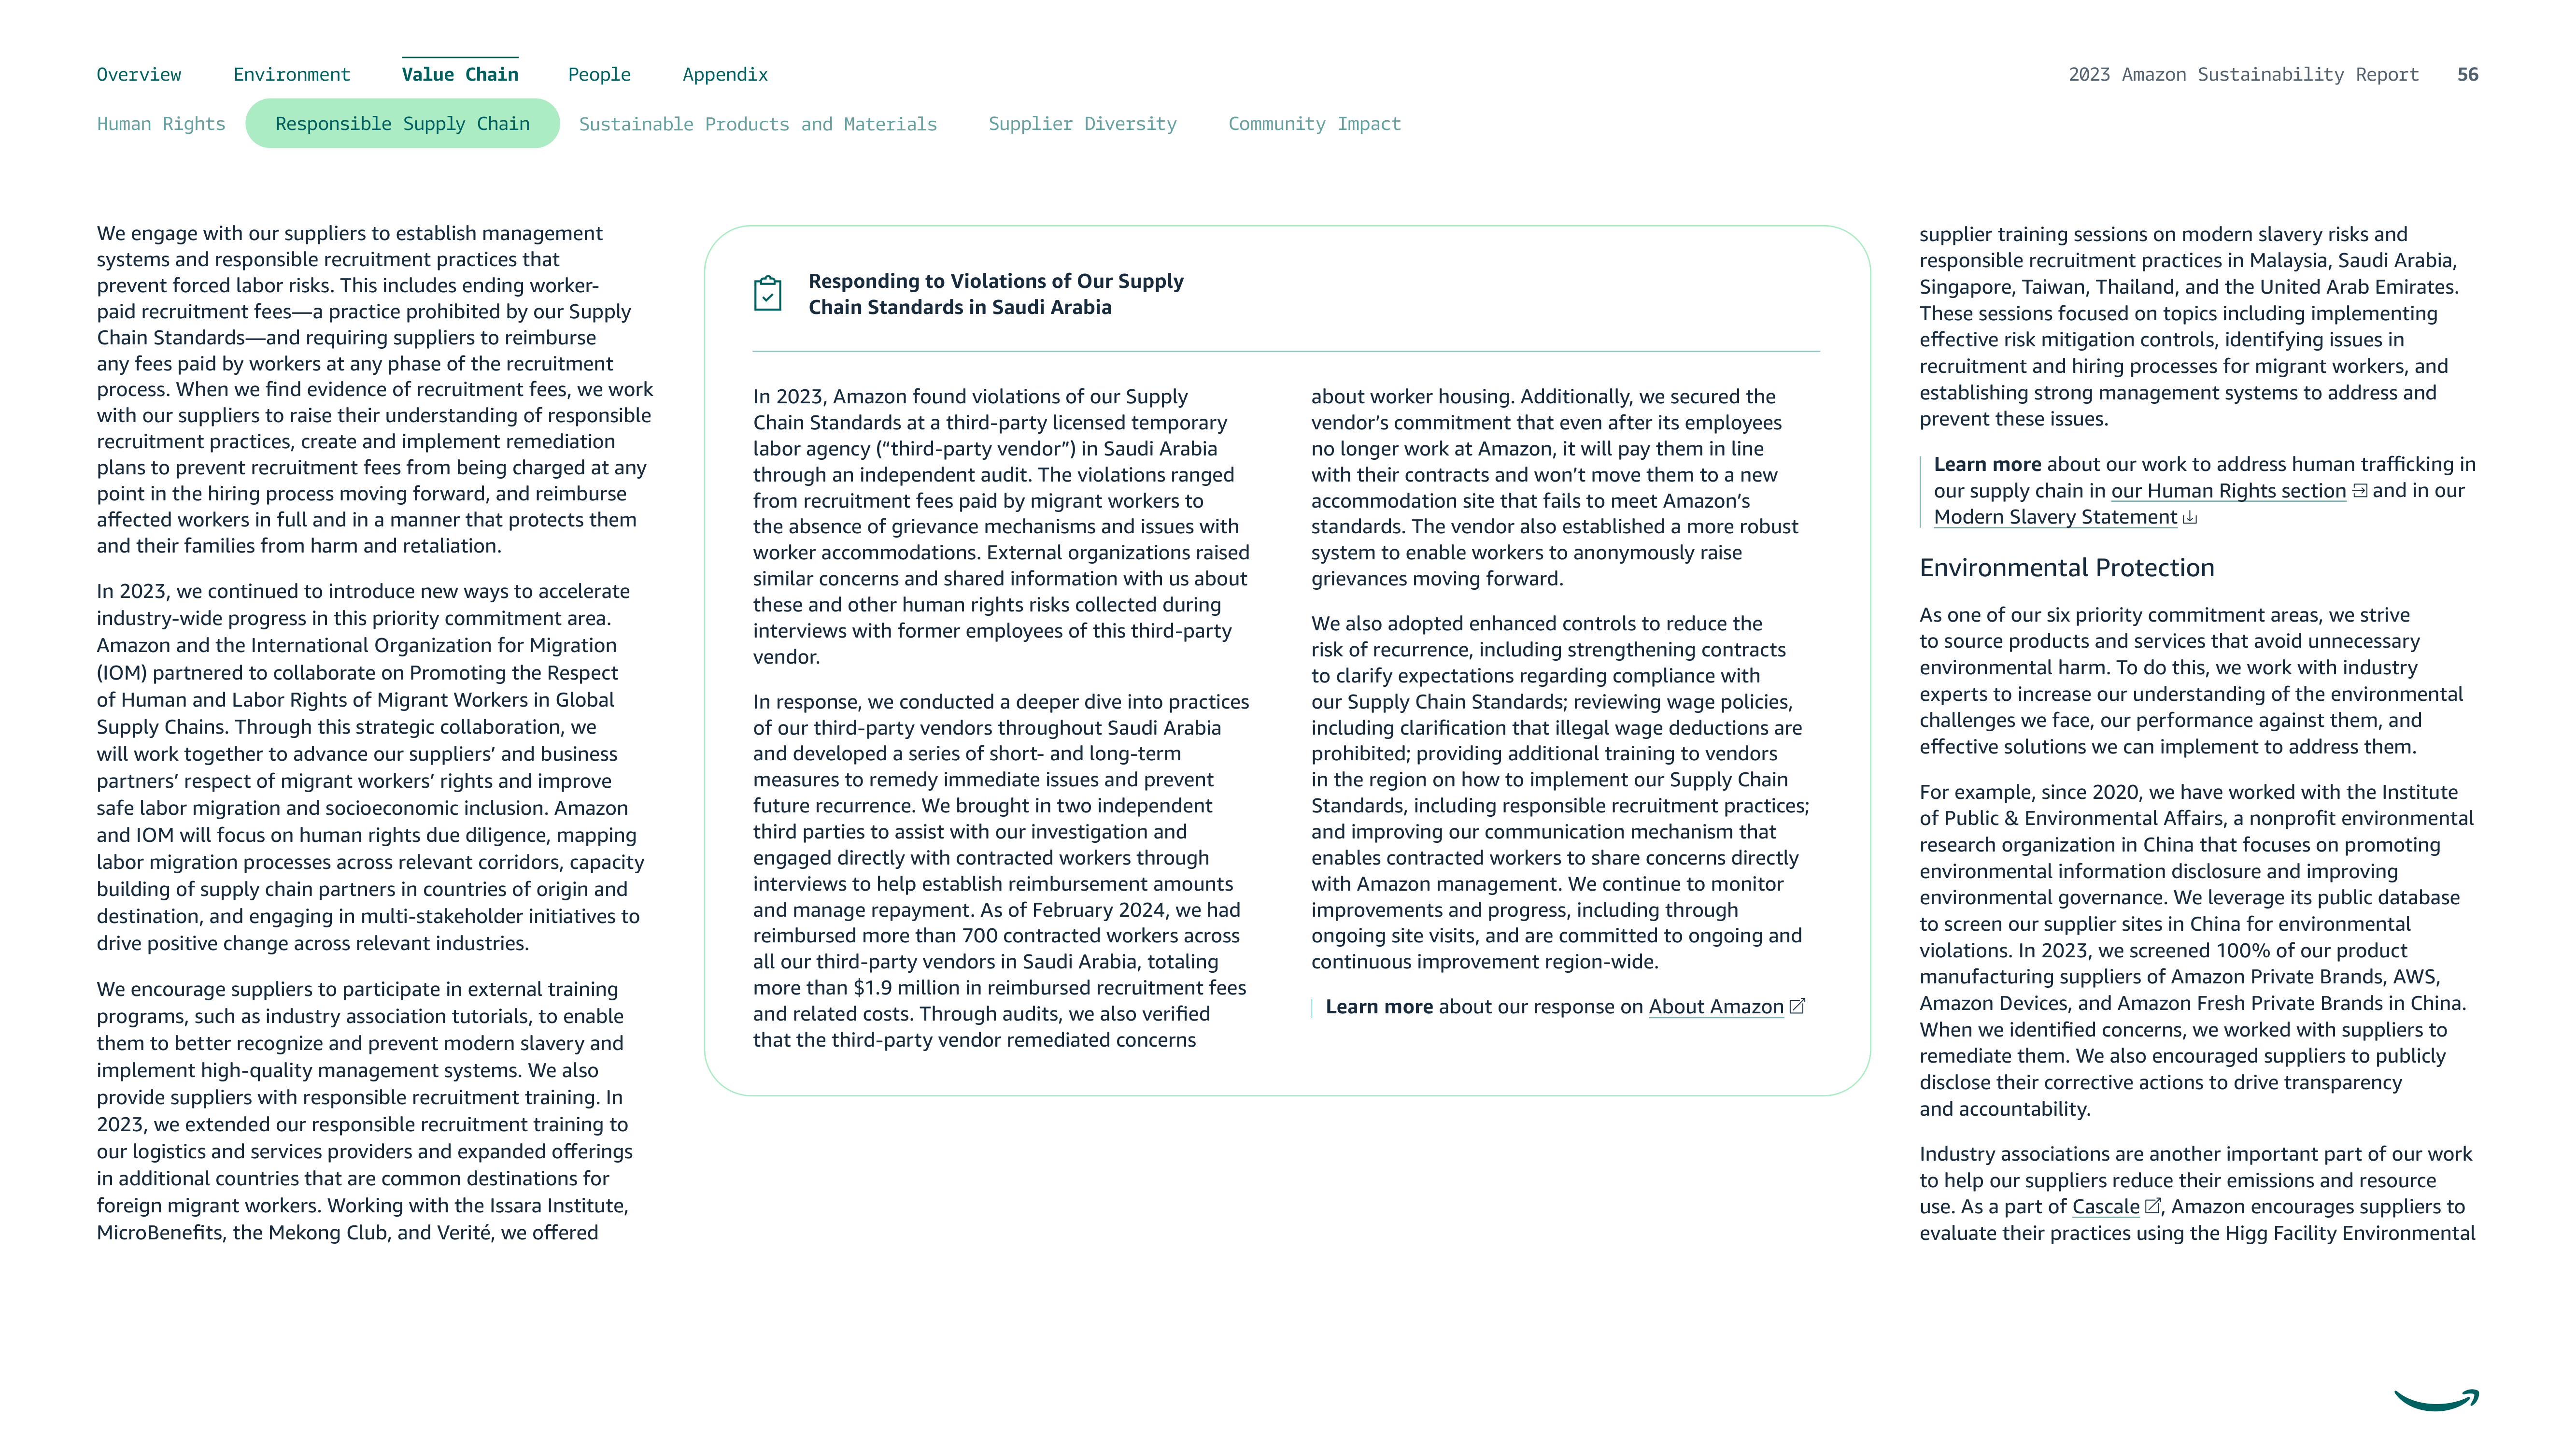 Overview Environment Value Chain People Appendix
2023 Amazon Sustainability Report 56
Human Rights Responsible Supply Chain Sustainable Products and Materials Supplier Diversity Community Impact
We engage with our suppliers to establish management
systems and responsible recruitment practices that
prevent forced labor risks. This includes ending worker-
paid recruitment fees—a practice prohibited by our Supply
Chain Standards—and requiring suppliers to reimburse
any fees paid by workers at any phase of the recruitment
process. When we find evidence of recruitment fees, we work
with our suppliers to raise their understanding of responsible
recruitment practices, create and implement remediation
plans to prevent recruitment fees from being charged at any
point in the hiring process moving forward, and reimburse
affected workers in full and in a manner that protects them
and their families from harm and retaliation.
In 2023, we continued to introduce new ways to accelerate
industry-wide progress in this priority commitment area.
Amazon and the International Organization for Migration
(IOM) partnered to collaborate on Promoting the Respect
of Human and Labor Rights of Migrant Workers in Global
Supply Chains. Through this strategic collaboration, we
will work together to advance our suppliers’ and business
partners’ respect of migrant workers’ rights and improve
safe labor migration and socioeconomic inclusion. Amazon
and IOM will focus on human rights due diligence, mapping
labor migration processes across relevant corridors, capacity
building of supply chain partners in countries of origin and
destination, and engaging in multi-stakeholder initiatives to
drive positive change across relevant industries.
We encourage suppliers to participate in external training
programs, such as industry association tutorials, to enable
them to better recognize and prevent modern slavery and
implement high-quality management systems. We also
provide suppliers with responsible recruitment training. In
2023, we extended our responsible recruitment training to
our logistics and services providers and expanded offerings
in additional countries that are common destinations for
foreign migrant workers. Working with the Issara Institute,
MicroBenefits, the Mekong Club, and Verité, we offered
Responding to Violations of Our Supply
Chain Standards in Saudi Arabia
In 2023, Amazon found violations of our Supply
Chain Standards at a third-party licensed temporary
labor agency (“third-party vendor”) in Saudi Arabia
through an independent audit. The violations ranged
from recruitment fees paid by migrant workers to
the absence of grievance mechanisms and issues with
worker accommodations. External organizations raised
similar concerns and shared information with us about
these and other human rights risks collected during
interviews with former employees of this third-party
vendor.
In response, we conducted a deeper dive into practices
of our third-party vendors throughout Saudi Arabia
and developed a series of short- and long-term
measures to remedy immediate issues and prevent
future recurrence. We brought in two independent
third parties to assist with our investigation and
engaged directly with contracted workers through
interviews to help establish reimbursement amounts
and manage repayment. As of February 2024, we had
reimbursed more than 700 contracted workers across
all our third-party vendors in Saudi Arabia, totaling
more than $1.9 million in reimbursed recruitment fees
and related costs. Through audits, we also verified
that the third-party vendor remediated concerns
about worker housing. Additionally, we secured the
vendor’s commitment that even after its employees
no longer work at Amazon, it will pay them in line
with their contracts and won’t move them to a new
accommodation site that fails to meet Amazon’s
standards. The vendor also established a more robust
system to enable workers to anonymously raise
grievances moving forward.
We also adopted enhanced controls to reduce the
risk of recurrence, including strengthening contracts
to clarify expectations regarding compliance with
our Supply Chain Standards; reviewing wage policies,
including clarification that illegal wage deductions are
prohibited; providing additional training to vendors
in the region on how to implement our Supply Chain
Standards, including responsible recruitment practices;
and improving our communication mechanism that
enables contracted workers to share concerns directly
with Amazon management. We continue to monitor
improvements and progress, including through
ongoing site visits, and are committed to ongoing and
continuous improvement region-wide.
Learn more about our response on About Amazon
supplier training sessions on modern slavery risks and
responsible recruitment practices in Malaysia, Saudi Arabia,
Singapore, Taiwan, Thailand, and the United Arab Emirates.
These sessions focused on topics including implementing
effective risk mitigation controls, identifying issues in
recruitment and hiring processes for migrant workers, and
establishing strong management systems to address and
prevent these issues.
Learn more about our work to address human trafficking in
our supply chain in our Human Rights section and in our
Modern Slavery Statement
Environmental Protection
As one of our six priority commitment areas, we strive
to source products and services that avoid unnecessary
environmental harm. To do this, we work with industry
experts to increase our understanding of the environmental
challenges we face, our performance against them, and
effective solutions we can implement to address them.
For example, since 2020, we have worked with the Institute
of Public & Environmental Affairs, a nonprofit environmental
research organization in China that focuses on promoting
environmental information disclosure and improving
environmental governance. We leverage its public database
to screen our supplier sites in China for environmental
violations. In 2023, we screened 100% of our product
manufacturing suppliers of Amazon Private Brands, AWS,
Amazon Devices, and Amazon Fresh Private Brands in China.
When we identified concerns, we worked with suppliers to
remediate them. We also encouraged suppliers to publicly
disclose their corrective actions to drive transparency
and accountability.
Industry associations are another important part of our work
to help our suppliers reduce their emissions and resource
use. As a part of Cascale, Amazon encourages suppliers to
evaluate their practices using the Higg Facility Environmental